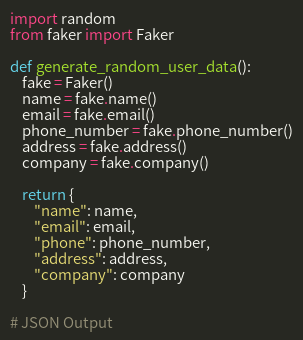 import random
from faker import Faker

def generate_random_user_data():
    fake = Faker()
    name = fake.name()
    email = fake.email()
    phone_number = fake.phone_number()
    address = fake.address()
    company = fake.company()

    return {
        "name": name,
        "email": email,
        "phone": phone_number,
        "address": address,
        "company": company
    }

# JSON Output